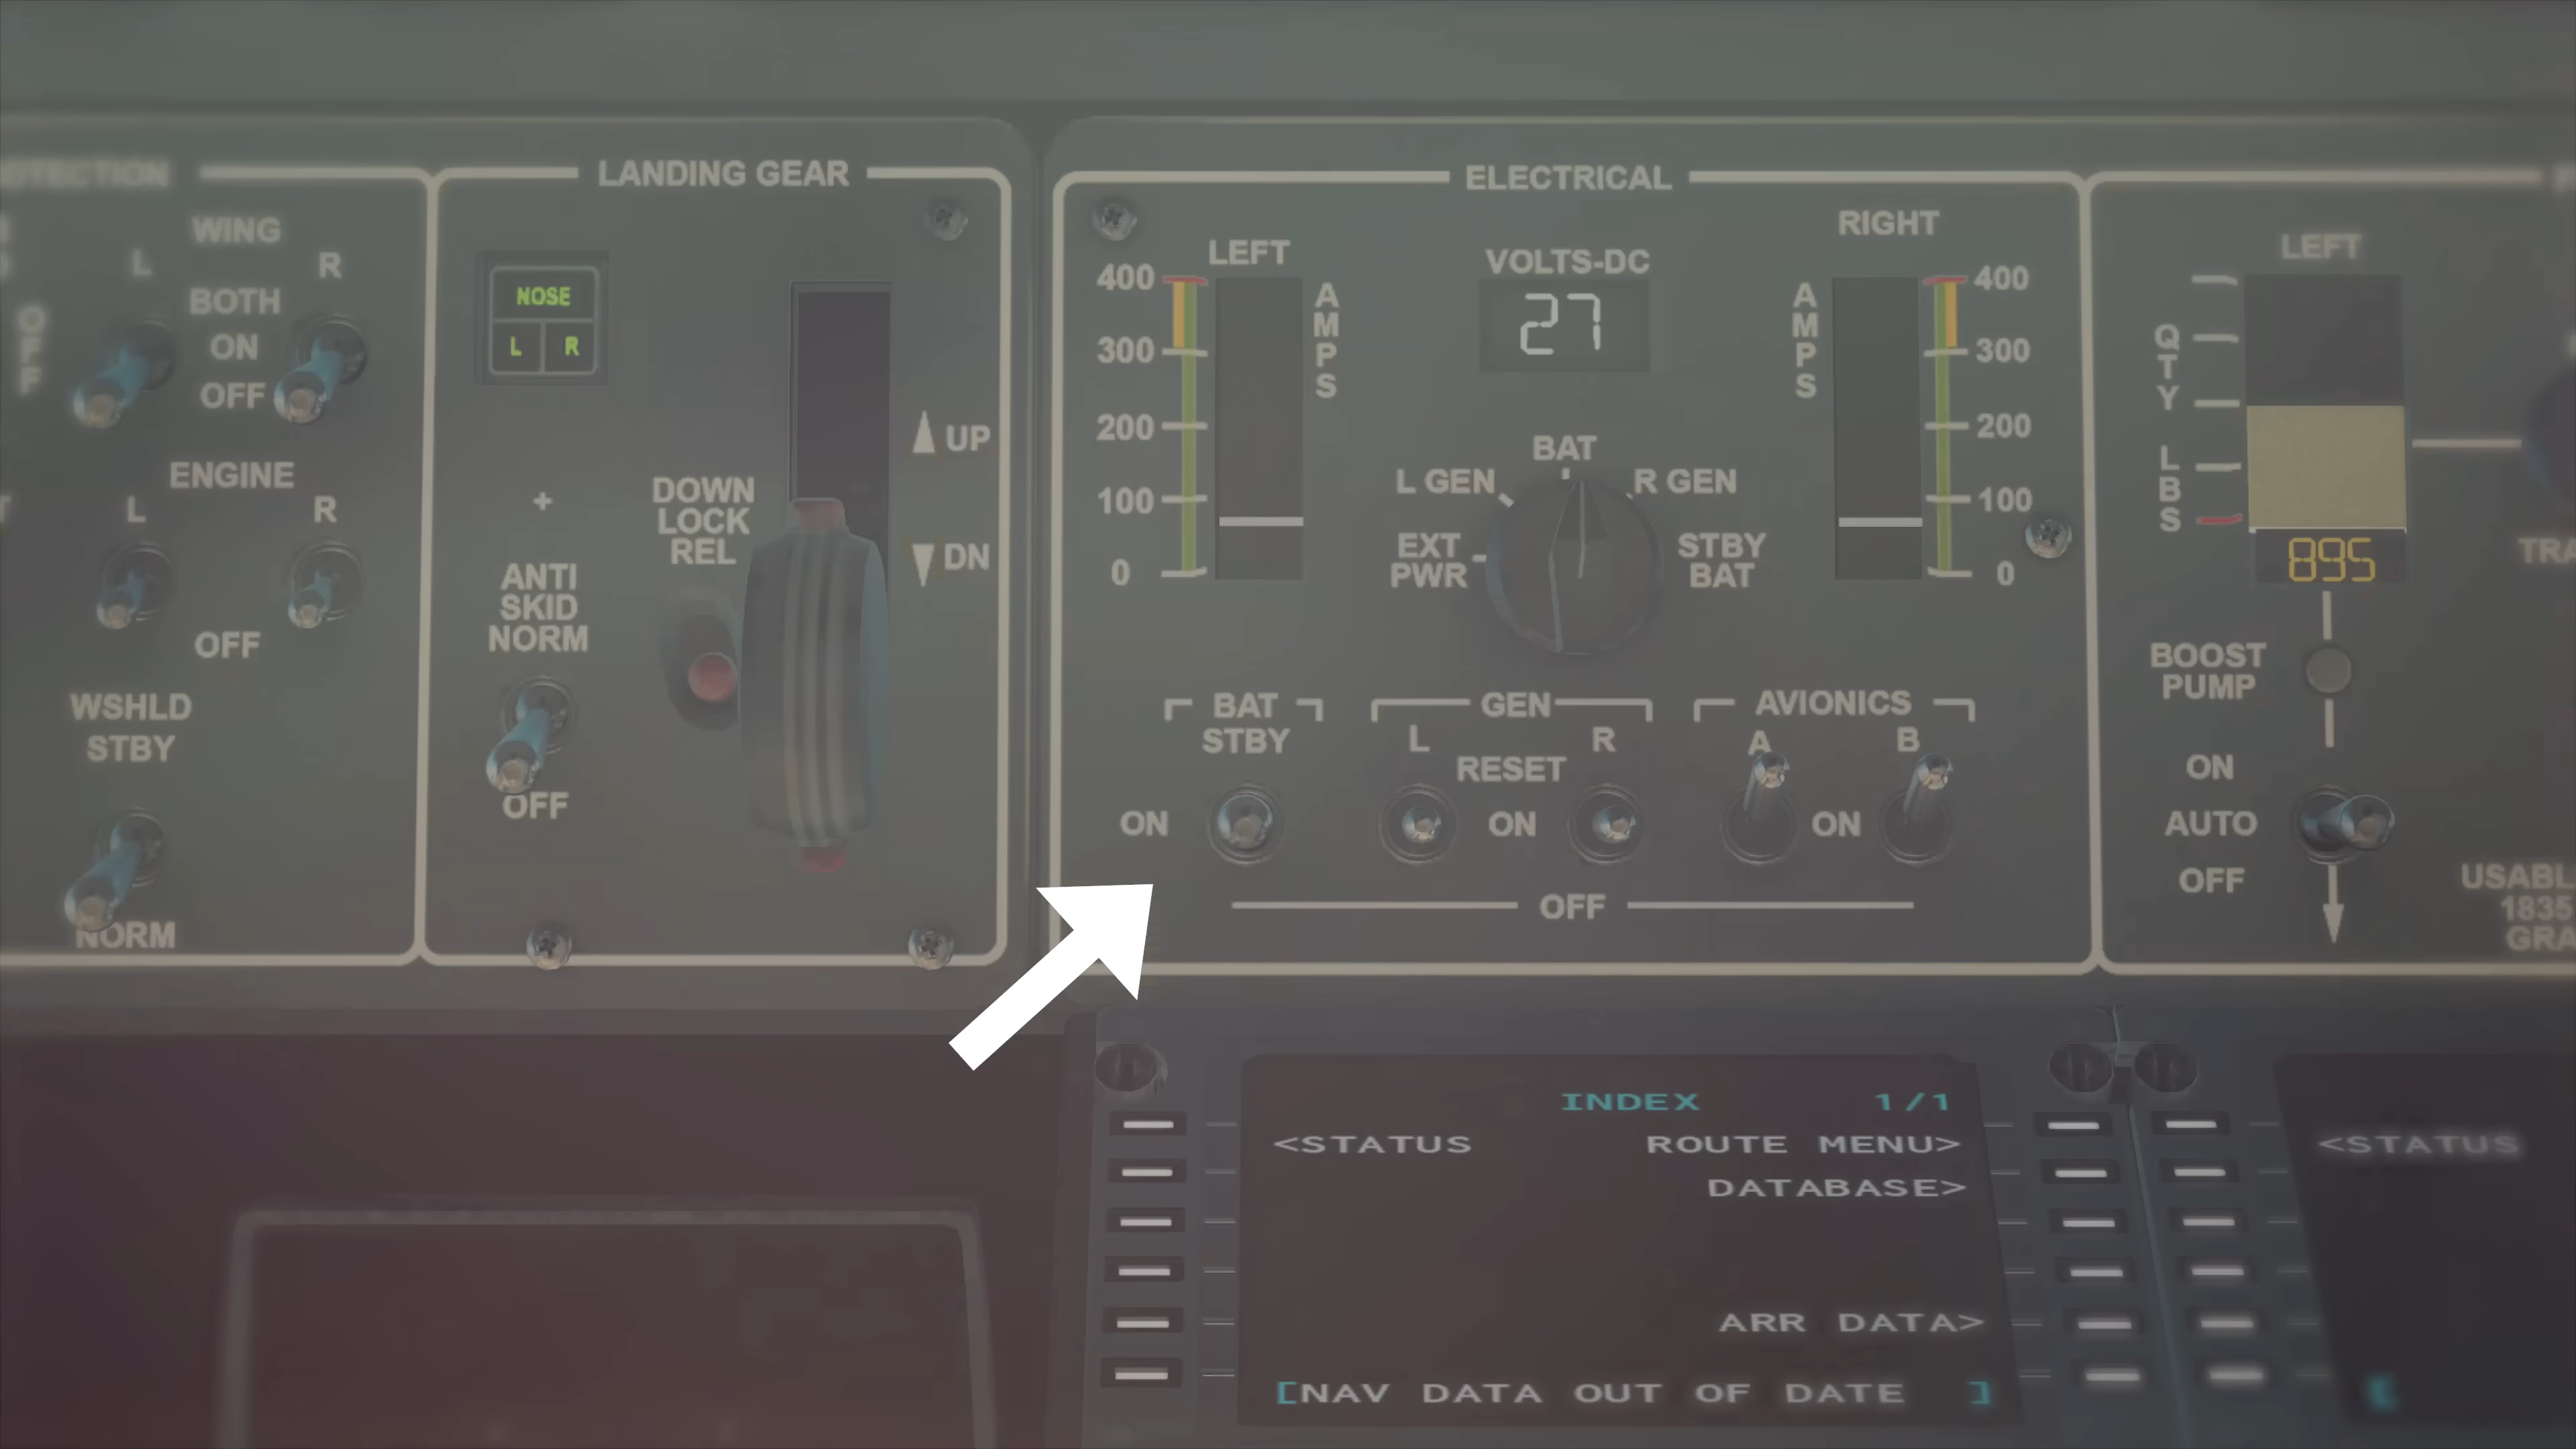 WING
L R
BOTH
ON
OFF
OFF
ENGINE
L R
OFF
WSHLD
STBY
NORM
LANDING GEAR
NOSE
L R
UP
DN
DOWN
LOCK
REL
+
ANTI
SKID
NORM
OFF
ELECTRICAL
LEFT
400
300
200
100
0
AMPS
VOLTS-DC
27
RIGHT
AMPS
400
300
200
100
0
BAT
L GEN R GEN
EXT
PWR
STBY
BAT
BAT
STBY
ON
GEN
L R
RESET
ON
AVIONICS
A B
ON
OFF
LEFT
QTY
LBS
895
BOOST
PUMP
ON
AUTO
OFF
1835
INDEX 1/1
<STATUS ROUTE MENU>
DATABASE>
ARR DATA>
[NAV DATA OUT OF DATE ]
<STATUS
[